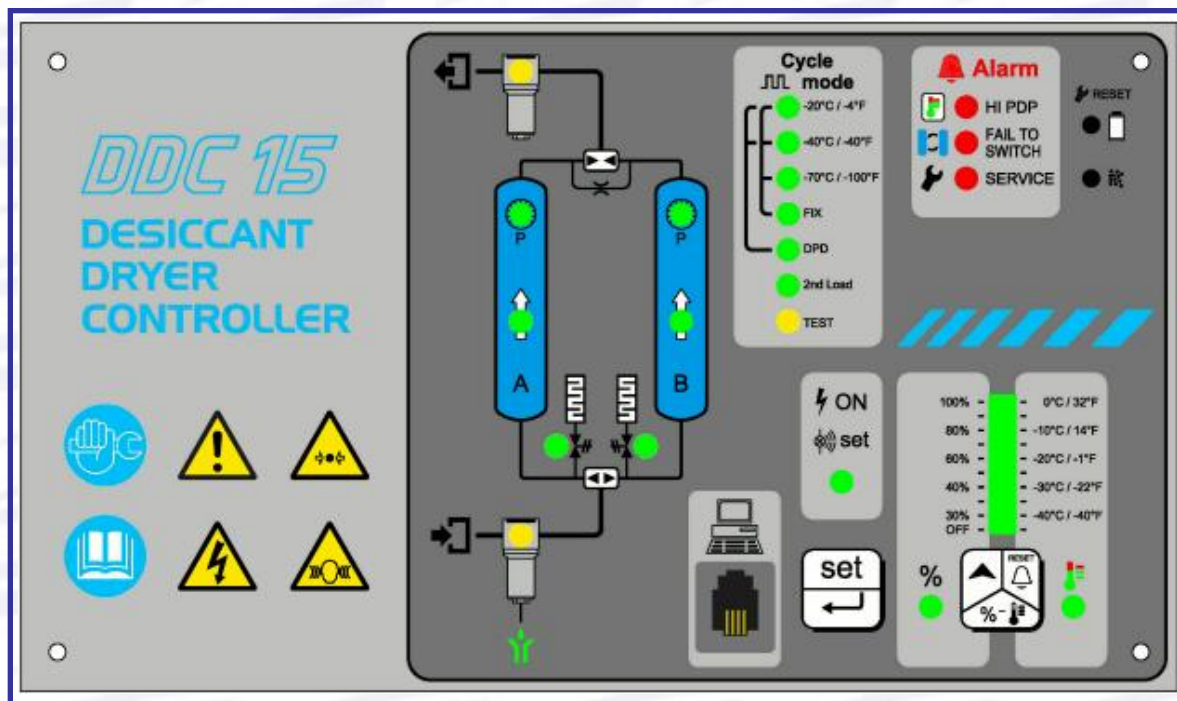 DDC 15
DESICCANT
DRYER
CONTROLLER
P
P
A
B
Cycle
mode
-20°C / -4°F
-40°C / -40°F
-70°C / -100°F
FIX
DPD
2nd Load
TEST
Alarm
HI PDP
FAIL TO
SWITCH
SERVICE
RESET
ON
set
set
100%
80%
60%
40%
30%
OFF
0°C / 32°F
-10°C / 14°F
-20°C / -1°F
-30°C / -22°F
-40°C / -40°F
%
RESET
%-